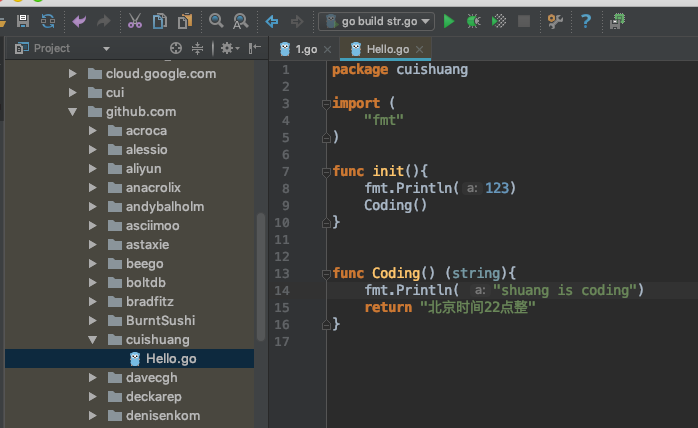 go build str.go
Project
1.go
Hello.go
cloud.google.com
cui
github.com
acroca
alessio
aliyun
anacrolix
andybalholm
asciimoo
astaxie
beego
boltdb
bradfitz
BurntSushi
cuishuang
Hello.go
davecgh
deckarep
denisenkom
1 package cuishuang
2
3 import (
4 "fmt"
5 )
6
7 func init(){
8 fmt.Println( a: 123)
9 Coding()
10 }
11
12
13 func Coding() (string){
14 fmt.Println( a: "shuang is coding")
15 return "北京时间22点整"
16 }
17